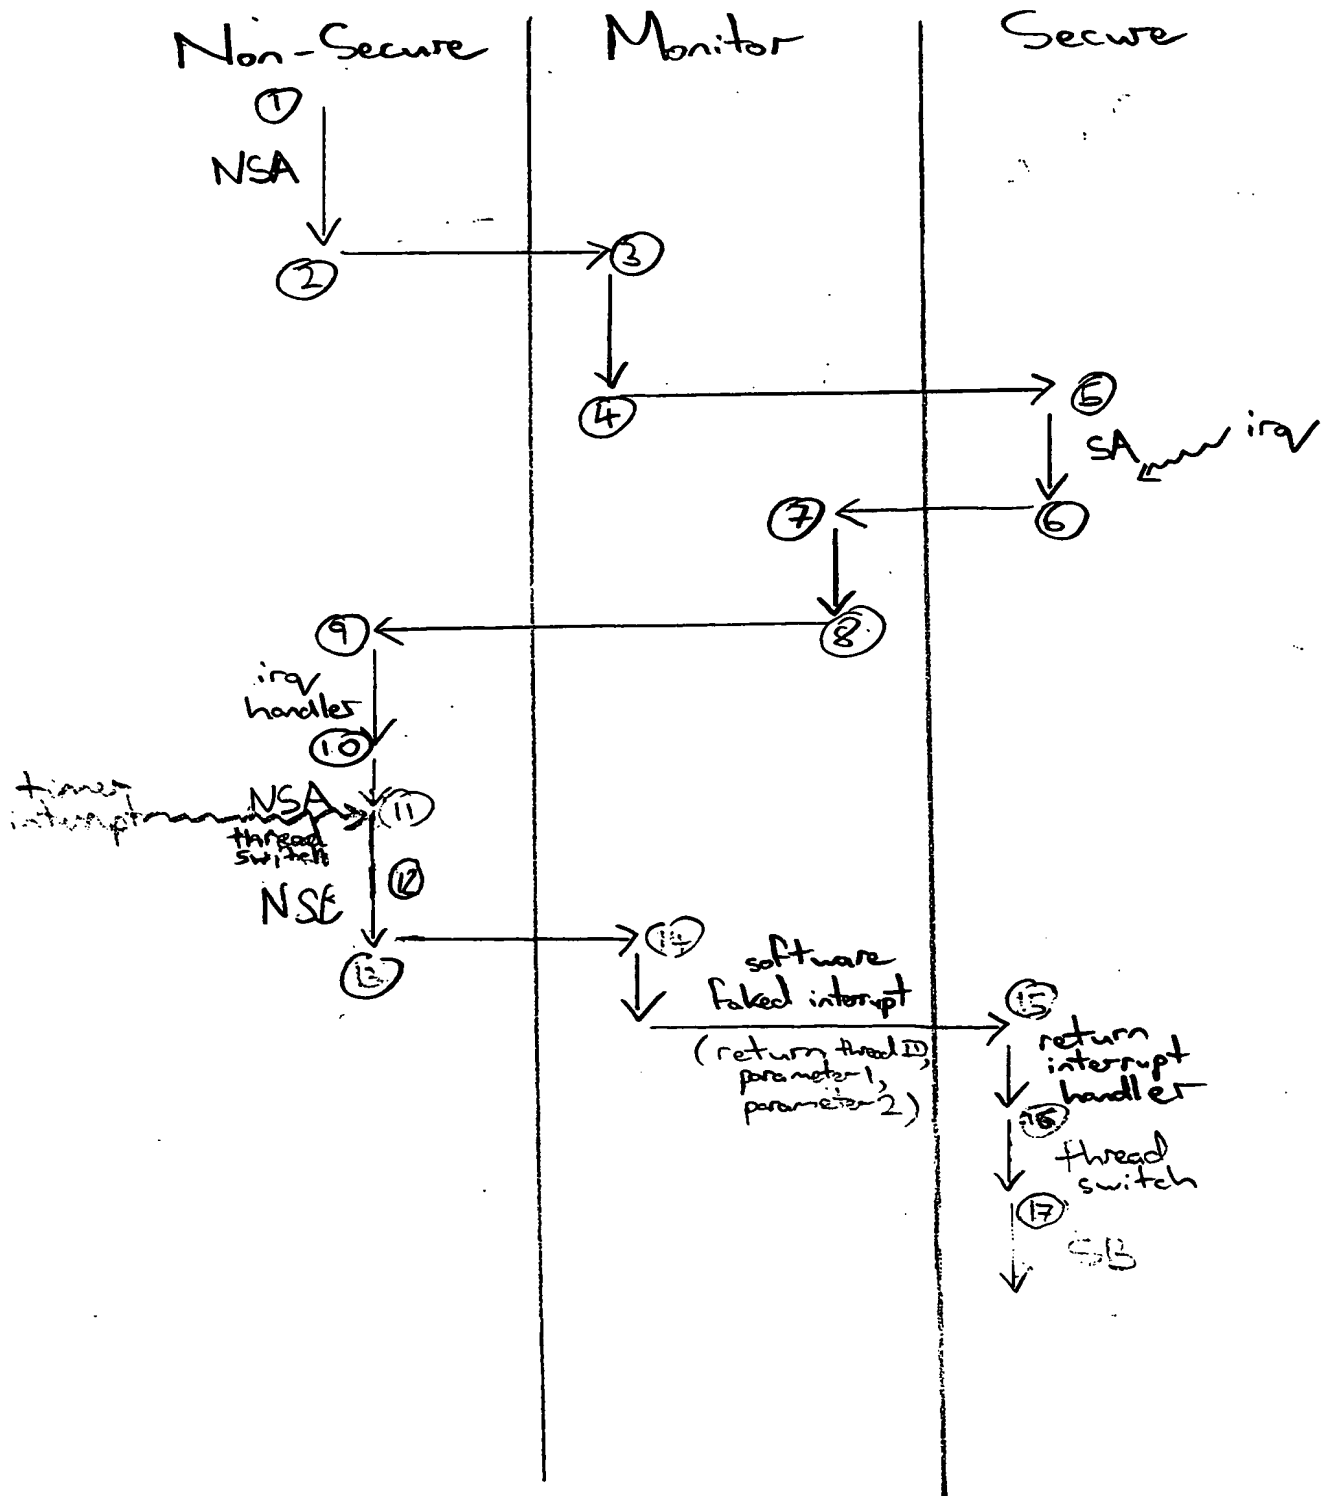 Non-Secure Monitor Secure
1
NSA
2
3
4
5
SA
irq
6
7
8
9
irq
handler
10
timer
NSA
11
thread
switch
12
13
14
software
faked interrupt
(return, thread ID,
parameter 1,
parameter 2)
15
return
interrupt
handler
16
thread
switch
17
SB